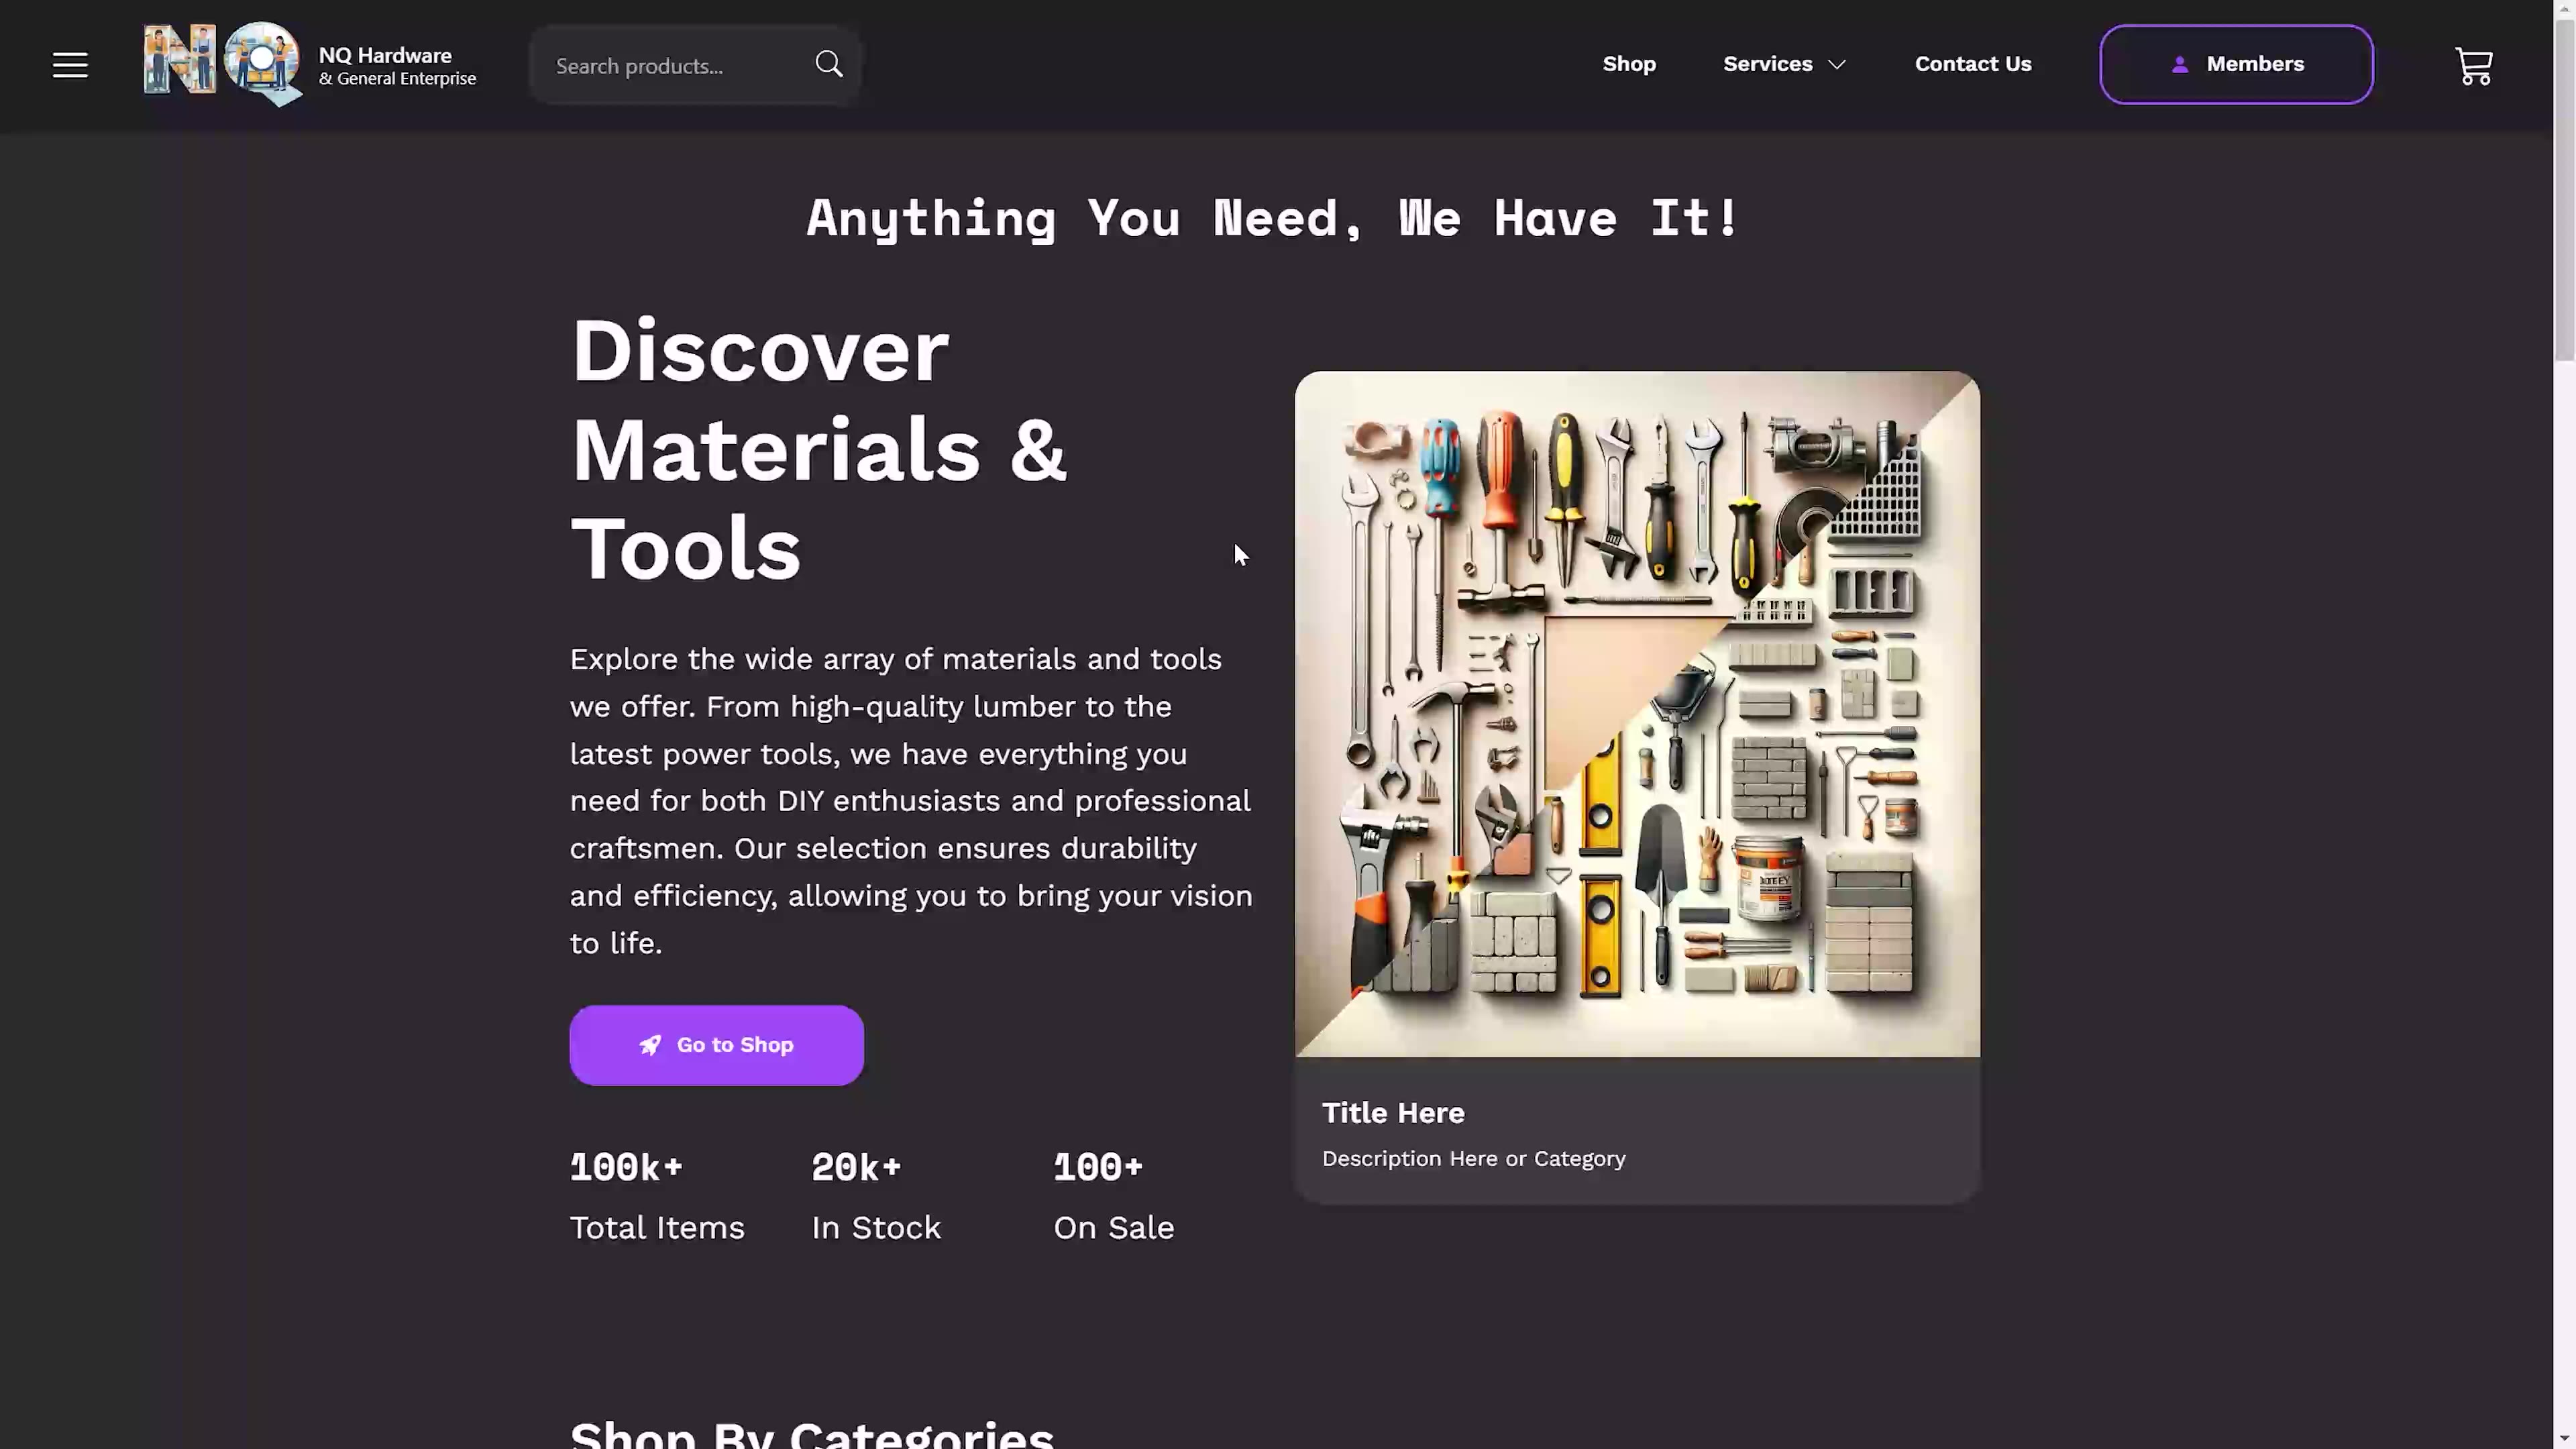 NQ
NQ Hardware
& General Enterprise
Search products...
Shop
Services
Contact Us
Members
Anything You Need, We Have It!
Discover
Materials &
Tools
Explore the wide array of materials and tools
we offer. From high-quality lumber to the
latest power tools, we have everything you
need for both DIY enthusiasts and professional
craftsmen. Our selection ensures durability
and efficiency, allowing you to bring your vision
to life.
Go to Shop
100k+
Total Items
20k+
In Stock
100+
On Sale
Title Here
Description Here or Category
Shop By Categories